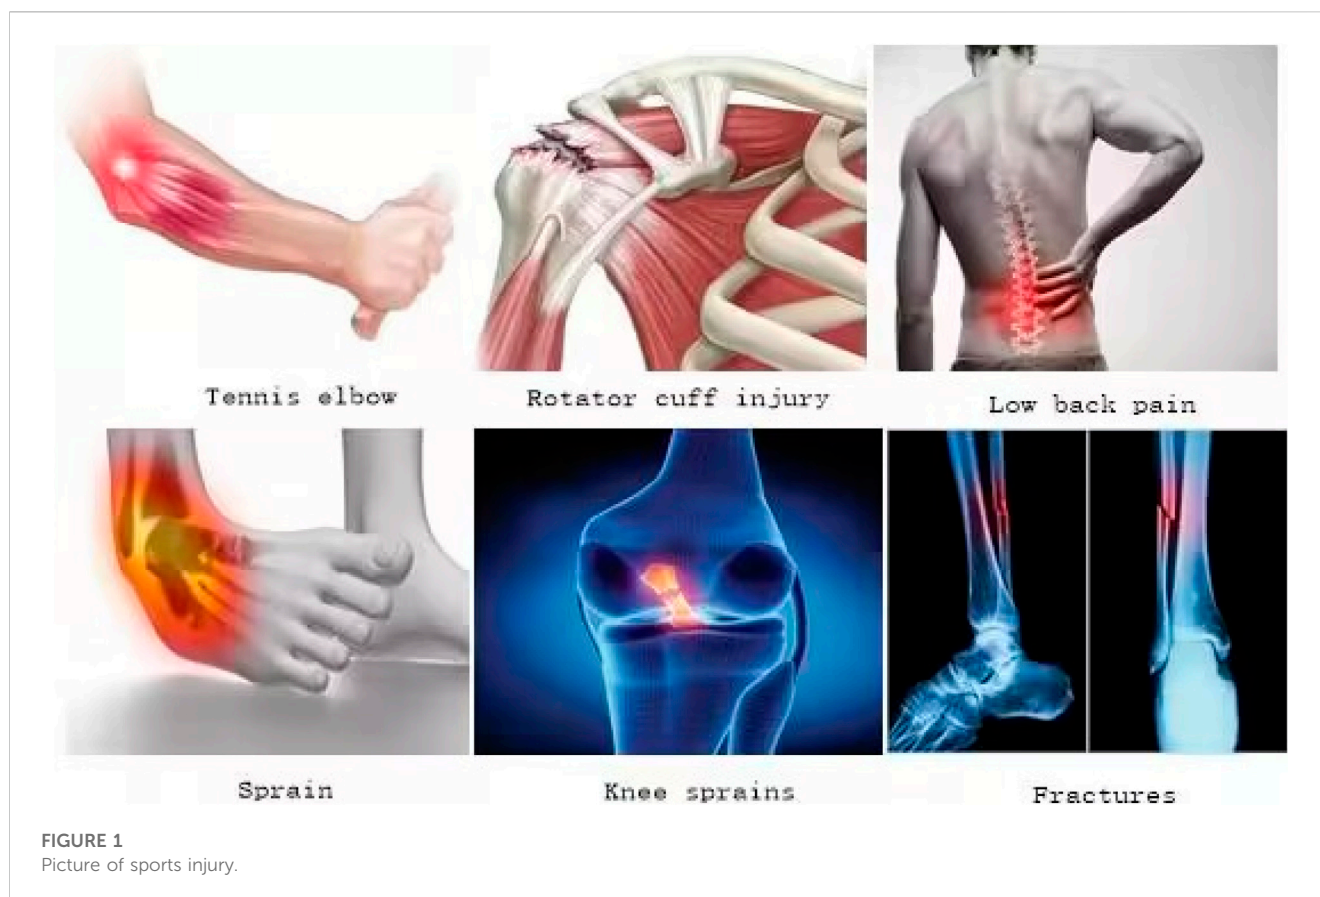 Tennis elbow
Rotator cuff injury
Low back pain
Sprain
Knee sprains
Fractures
FIGURE 1
Picture of sports injury.